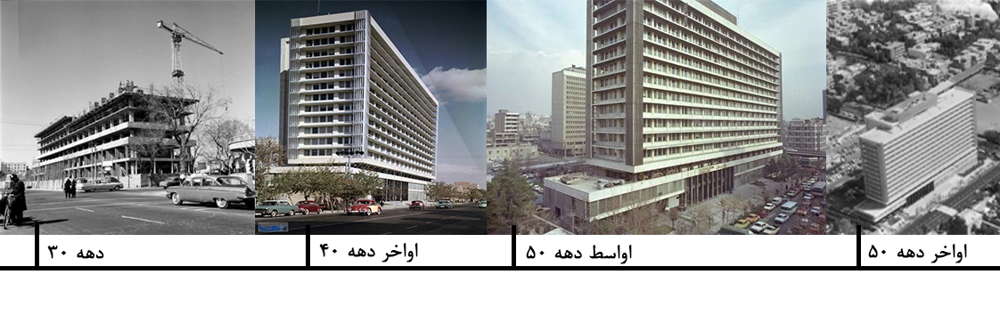 دهه ۳۰
اواخر دهه ۴۰
اواسط دهه ۵۰
اواخر دهه ۵۰